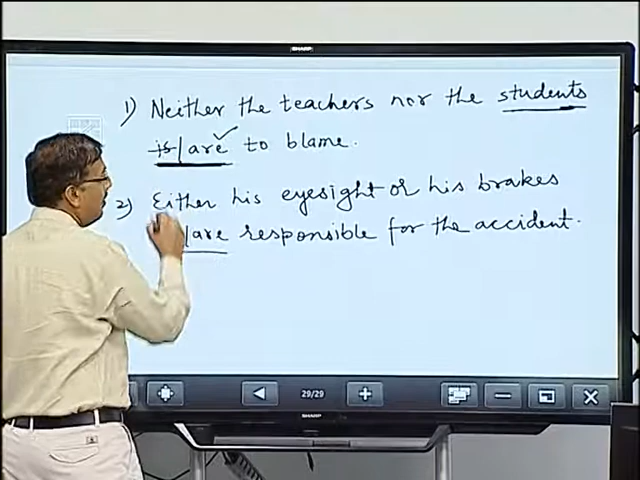 SHARP
1) Neither the teachers nor the students
is/are ✓ to blame.
2) Either his eyesight or his brakes
/are responsible for the accident.
29/29
SHARP